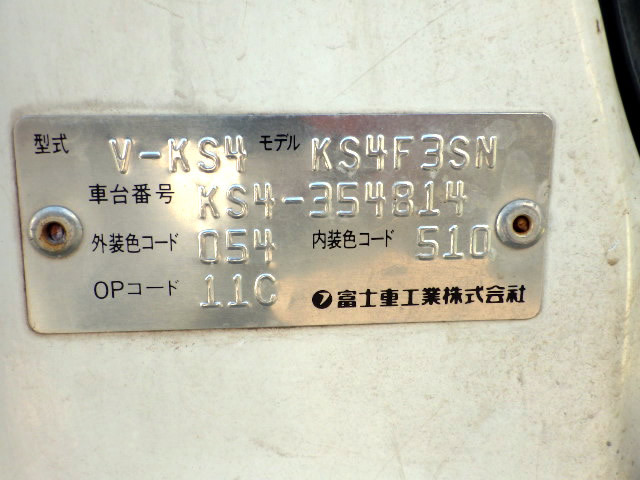 型式 V-KS4 モデル KS4F3SN
車台番号 KS4-354814
外装色コード 054 内装色コード 510
OPコード 11C 富士重工業株式会社